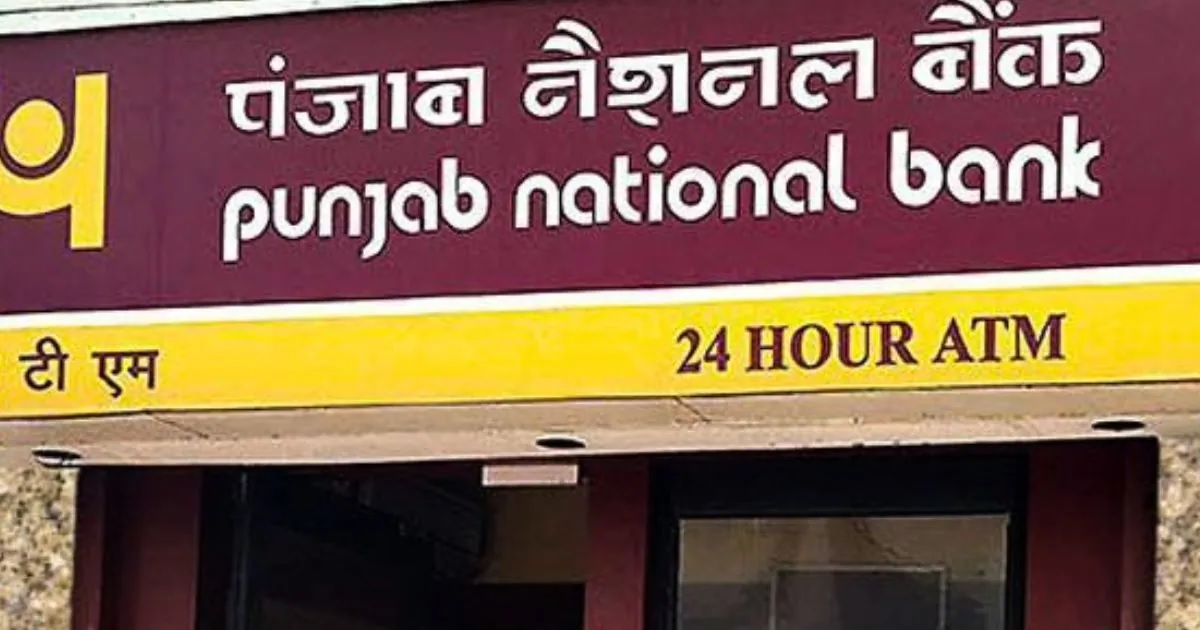 पंजाब नैशनल बैंक
punjab national bank
टी एम 24 HOUR ATM